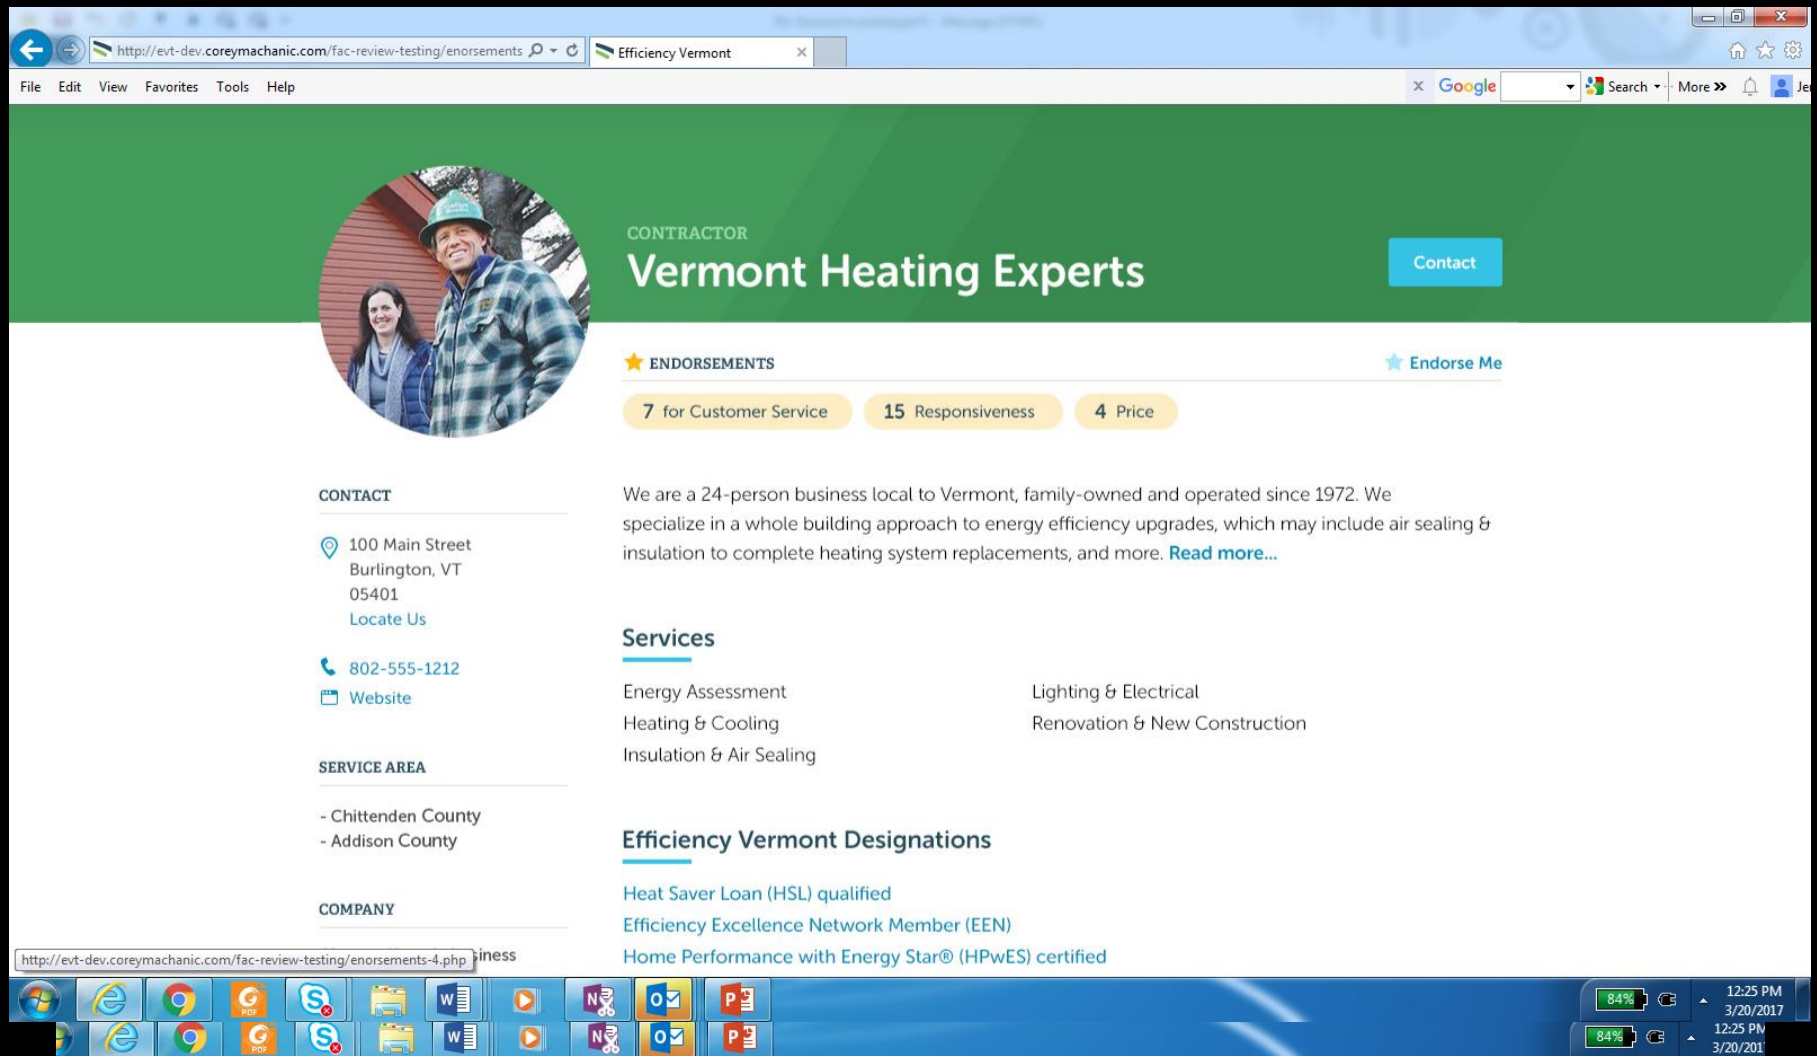 http://evt-dev.coreymachanic.com/fac-review-testing/enorsements
Efficiency Vermont
File Edit View Favorites Tools Help
x Google
Search
More »
CONTRACTOR
Vermont Heating Experts
Contact
ENDORSEMENTS
Endorse Me
7 for Customer Service
15 Responsiveness
4 Price
CONTACT
100 Main Street
Burlington, VT
05401
Locate Us
802-555-1212
Website
SERVICE AREA
- Chittenden County
- Addison County
COMPANY
We are a 24-person business local to Vermont, family-owned and operated since 1972. We
specialize in a whole building approach to energy efficiency upgrades, which may include air sealing &
insulation to complete heating system replacements, and more. Read more...
Services
Energy Assessment
Heating & Cooling
Insulation & Air Sealing
Lighting & Electrical
Renovation & New Construction
Efficiency Vermont Designations
Heat Saver Loan (HSL) qualified
Efficiency Excellence Network Member (EEN)
Home Performance with Energy Star® (HPwES) certified
http://evt-dev.coreymachanic.com/fac-review-testing/enorsements-4.php
84%
12:25 PM
3/20/2017
84%
12:25 PM